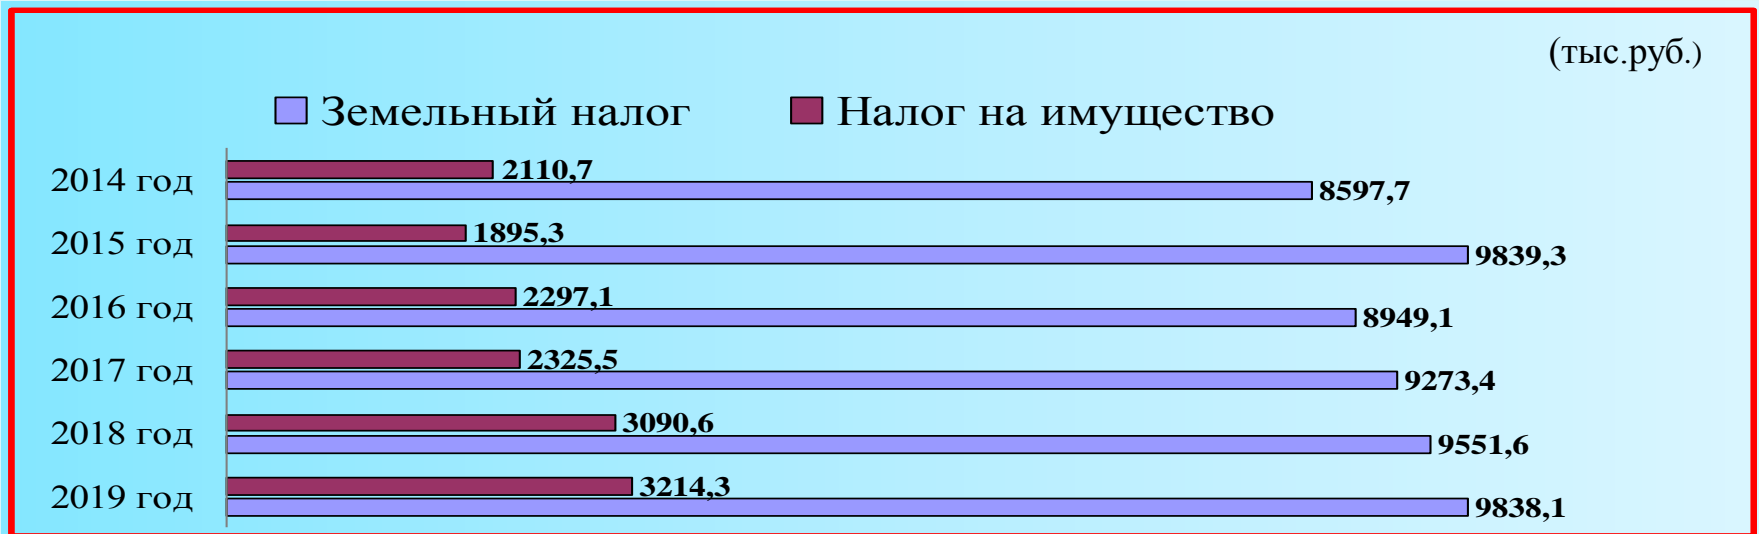 (тыс.руб.)
Земельный налог Налог на имущество
2014 год 2110,7
8597,7
2015 год 1895,3
9839,3
2016 год 2297,1
8949,1
2017 год 2325,5
9273,4
2018 год 3090,6
9551,6
2019 год 3214,3
9838,1